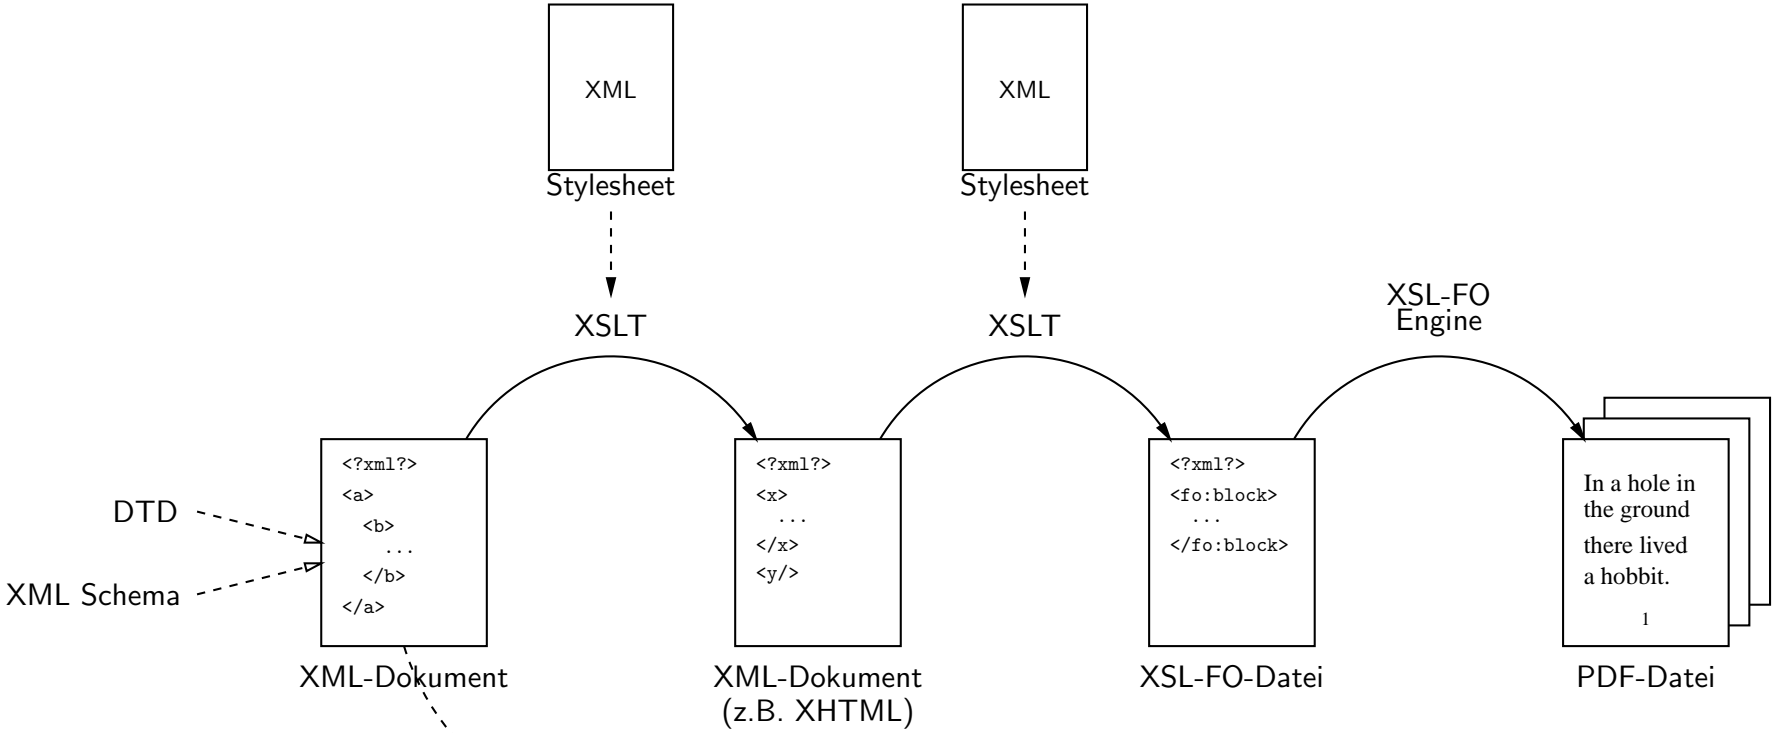 XML
Stylesheet
XML
Stylesheet
XSLT
XSLT
XSL-FO
Engine
DTD
XML Schema
<?xml?>
<a>
<b>
...
</b>
</a>
XML-Dokument
<?xml?>
<x>
...
</x>
<y/>
XML-Dokument
(z.B. XHTML)
<?xml?>
<fo:block>
...
</fo:block>
XSL-FO-Datei
In a hole in
the ground
there lived
a hobbit.
1
PDF-Datei